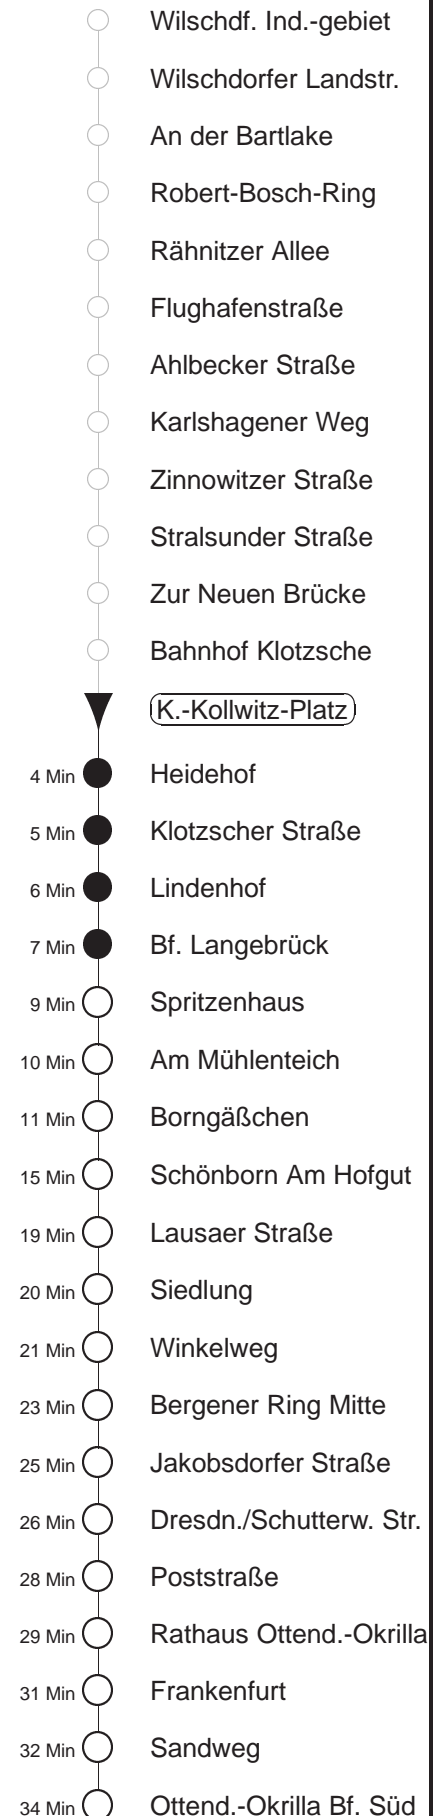 Wilschdf. Ind.-gebiet
Wilschdorfer Landstr.
An der Bartlake
Robert-Bosch-Ring
Rähnitzer Allee
Flughafenstraße
Ahlbecker Straße
Karlshagener Weg
Zinnowitzer Straße
Stralsunder Straße
Zur Neuen Brücke
Bahnhof Klotzsche
K.-Kollwitz-Platz
4 Min Heidehof
5 Min Klotzscher Straße
6 Min Lindenhof
7 Min Bf. Langebrück
9 Min Spritzenhaus
10 Min Am Mühlenteich
11 Min Borngäßchen
15 Min Schönborn Am Hofgut
19 Min Lausaer Straße
20 Min Siedlung
21 Min Winkelweg
23 Min Bergener Ring Mitte
25 Min Jakobsdorfer Straße
26 Min Dresdn./Schutterw. Str.
28 Min Poststraße
29 Min Rathaus Ottend.-Okrilla
31 Min Frankenfurt
32 Min Sandweg
34 Min Ottend.-Okrilla Bf. Süd